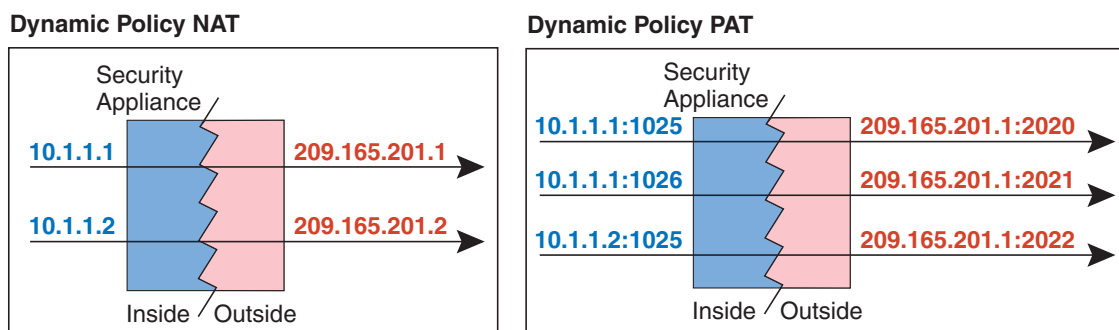 Dynamic Policy NAT
Security
Appliance
10.1.1.1
209.165.201.1
10.1.1.2
209.165.201.2
Inside
Outside
Dynamic Policy PAT
Security
Appliance
10.1.1.1:1025
209.165.201.1:2020
10.1.1.1:1026
209.165.201.1:2021
10.1.1.2:1025
209.165.201.1:2022
Inside
Outside